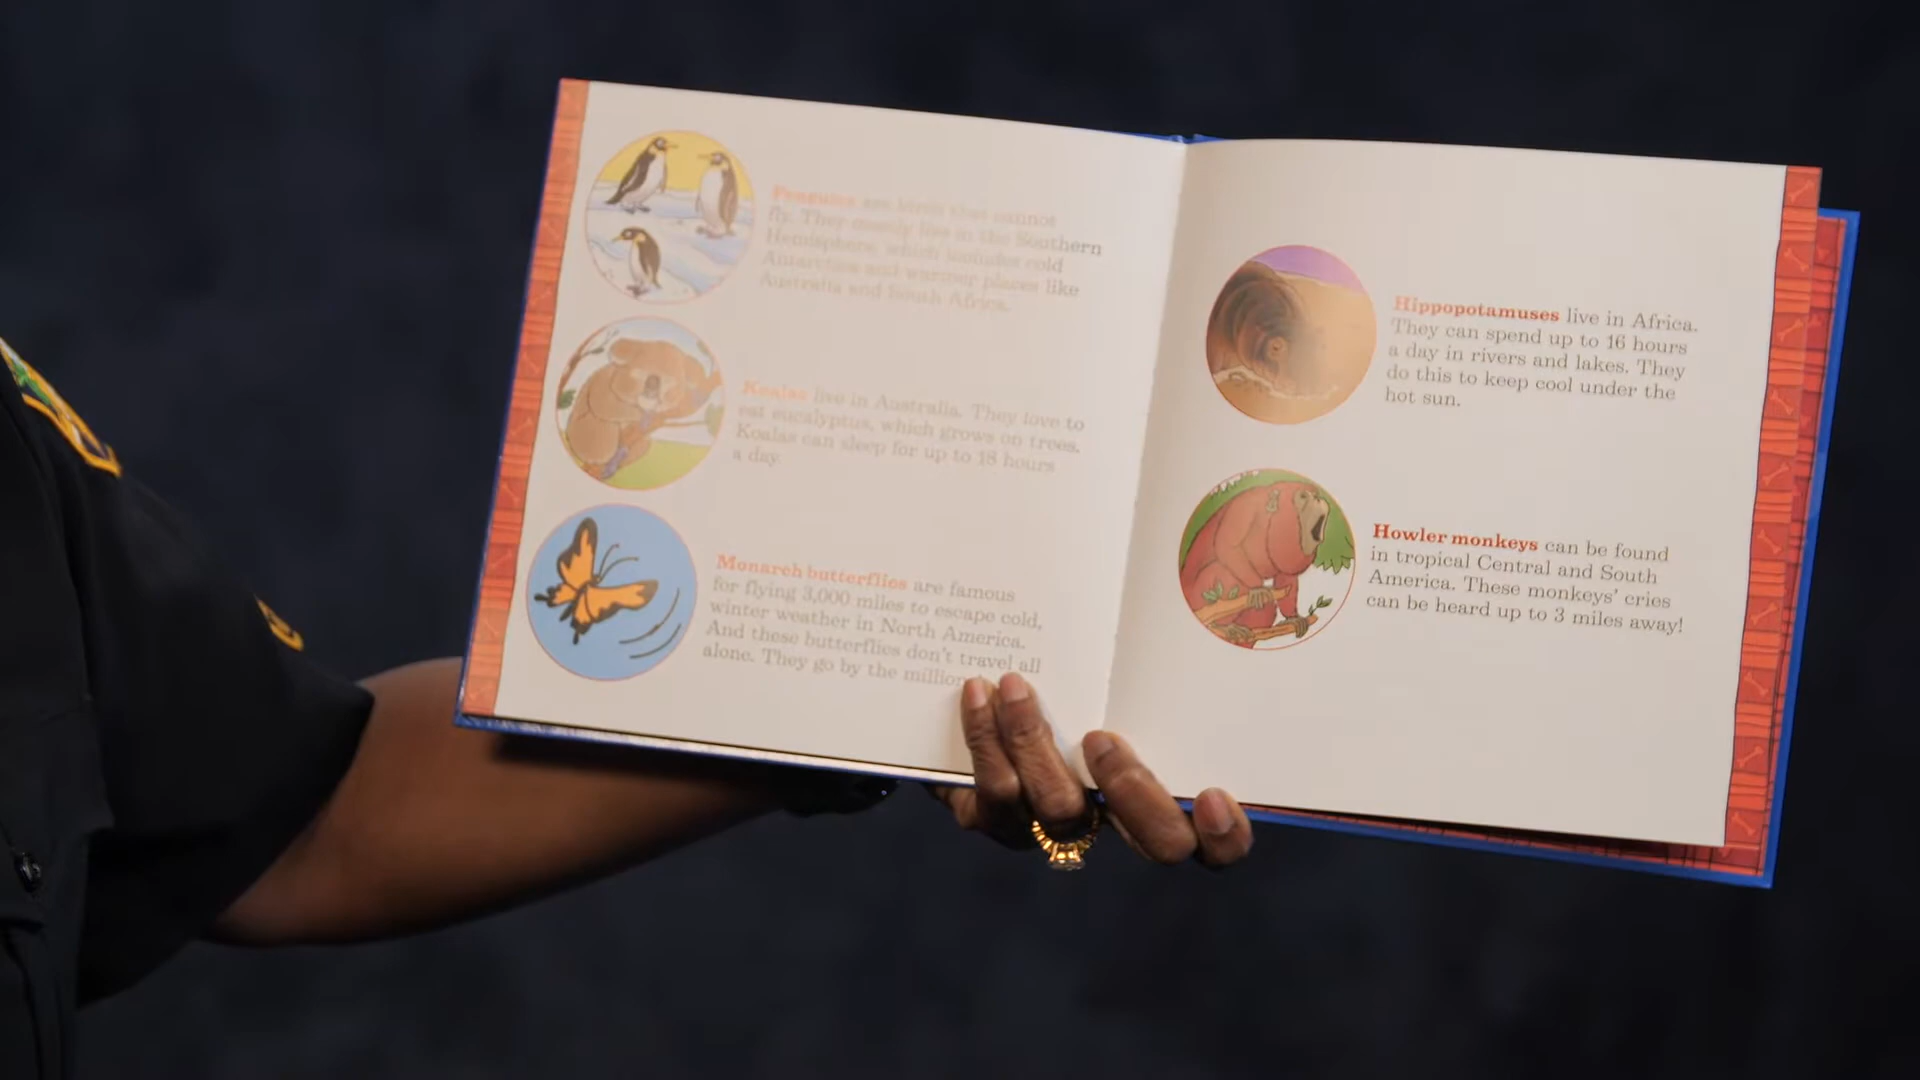 Penguins are birds that cannot
fly. They mostly live in the Southern
Hemisphere, which includes cold
Antarctica and warmer places like
Australia and South Africa.
Koalas live in Australia. They love to
eat eucalyptus, which grows on trees.
Koalas can sleep for up to 18 hours
a day.
Monarch butterflies are famous
for flying 3,000 miles to escape cold,
winter weather in North America.
And these butterflies don't travel all
alone. They go by the million
Hippopotamuses live in Africa.
They can spend up to 16 hours
a day in rivers and lakes. They
do this to keep cool under the
hot sun.
Howler monkeys can be found
in tropical Central and South
America. These monkeys' cries
can be heard up to 3 miles away!